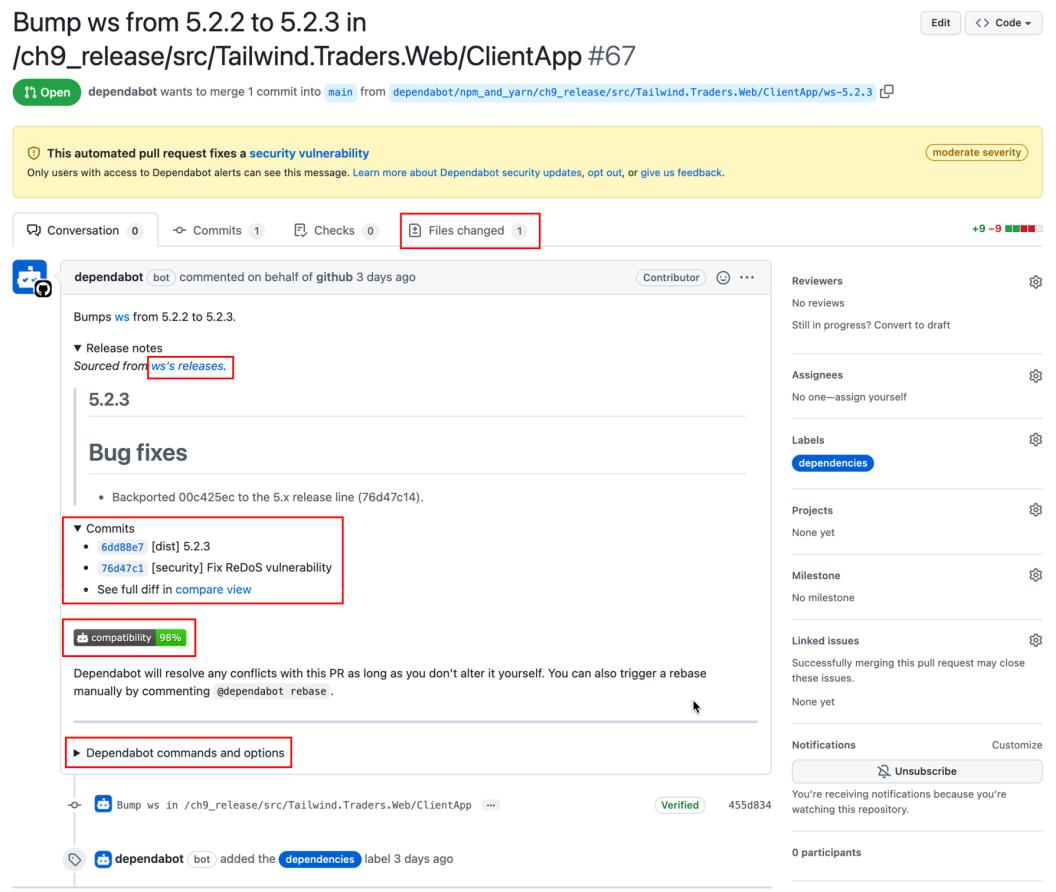 Bump ws from 5.2.2 to 5.2.3 in
/ch9_release/src/Tailwind.Traders.Web/ClientApp #67
Edit
<> Code
Open
dependabot wants to merge 1 commit into main from dependabot/npm_and_yarn/ch9_release/src/Tailwind.Traders.Web/ClientApp/ws-5.2.3
This automated pull request fixes a security vulnerability
moderate severity
Only users with access to Dependabot alerts can see this message. Learn more about Dependabot security updates, opt out, or give us feedback.
Conversation 0
Commits 1
Checks 0
Files changed 1
+9 −9
dependabot bot commented on behalf of github 3 days ago
Contributor
Bumps ws from 5.2.2 to 5.2.3.
Release notes
Sourced from ws's releases.
5.2.3
Bug fixes
• Backported 00c425ec to the 5.x release line (76d47c14).
Commits
• 6dd88e7 [dist] 5.2.3
• 76d47c1 [security] Fix ReDoS vulnerability
• See full diff in compare view
compatibility 98%
Dependabot will resolve any conflicts with this PR as long as you don't alter it yourself. You can also trigger a rebase
manually by commenting @dependabot rebase.
Dependabot commands and options
Bump ws in /ch9_release/src/Tailwind.Traders.Web/ClientApp ...
Verified
455d834
dependabot bot added the dependencies label 3 days ago
Reviewers
No reviews
Still in progress? Convert to draft
Assignees
No one—assign yourself
Labels
dependencies
Projects
None yet
Milestone
No milestone
Linked issues
Successfully merging this pull request may close
these issues.
None yet
Notifications
Customize
Unsubscribe
You're receiving notifications because you're
watching this repository.
0 participants